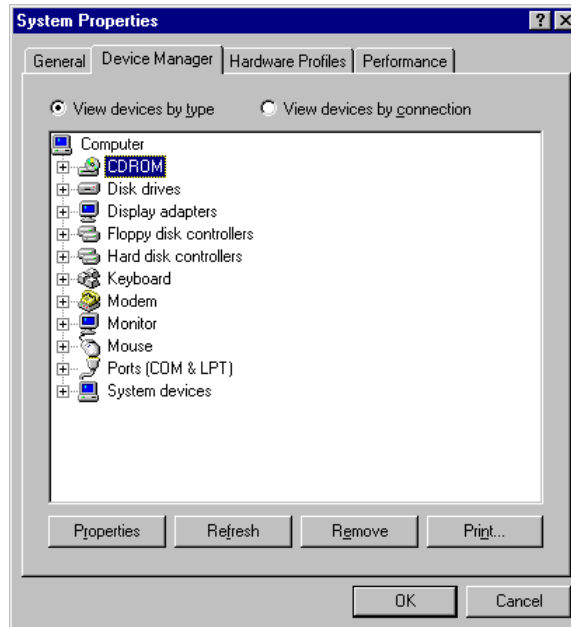 System Properties
General Device Manager Hardware Profiles Performance
View devices by type View devices by connection
Computer
CDROM
Disk drives
Display adapters
Floppy disk controllers
Hard disk controllers
Keyboard
Modem
Monitor
Mouse
Ports (COM & LPT)
System devices
Properties Refresh Remove Print...
OK Cancel